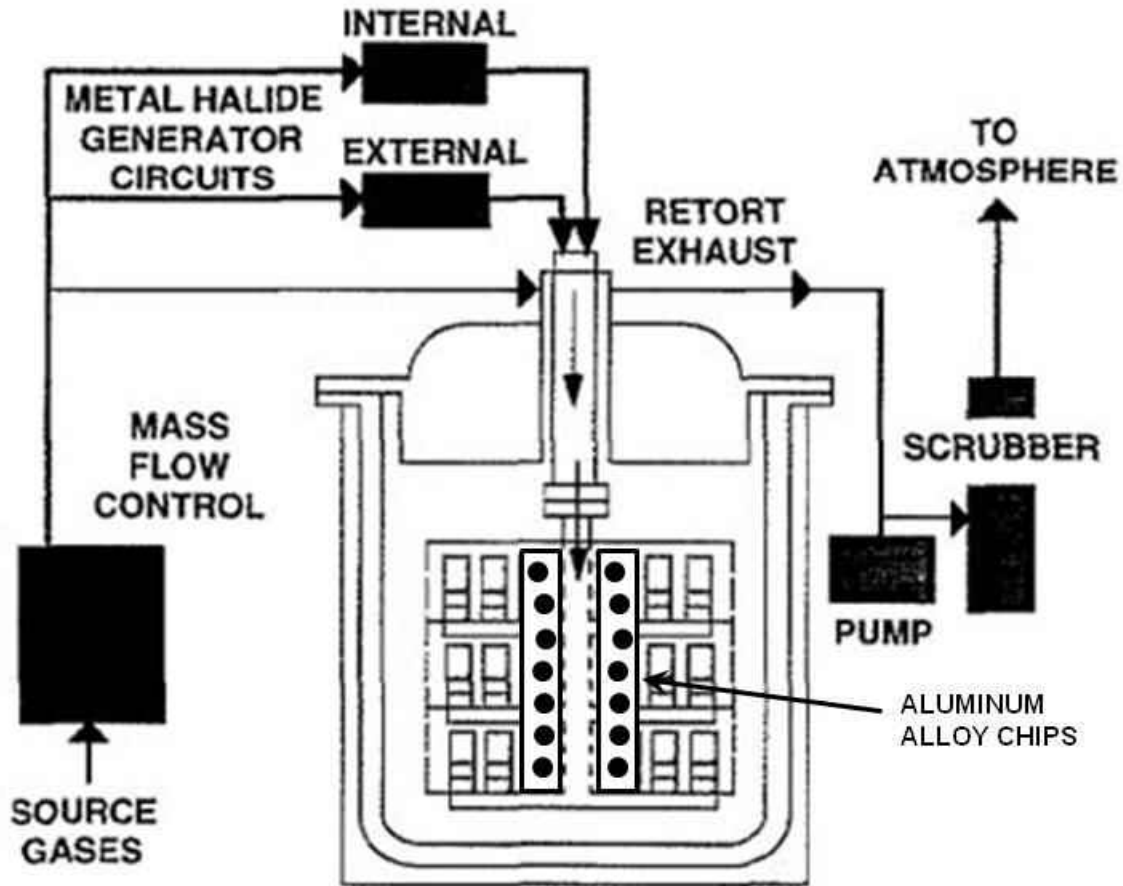 INTERNAL
METAL HALIDE
GENERATOR
CIRCUITS
EXTERNAL
RETORT
EXHAUST
TO
ATMOSPHERE
MASS
FLOW
CONTROL
SCRUBBER
PUMP
ALUMINUM
ALLOY CHIPS
SOURCE
GASES